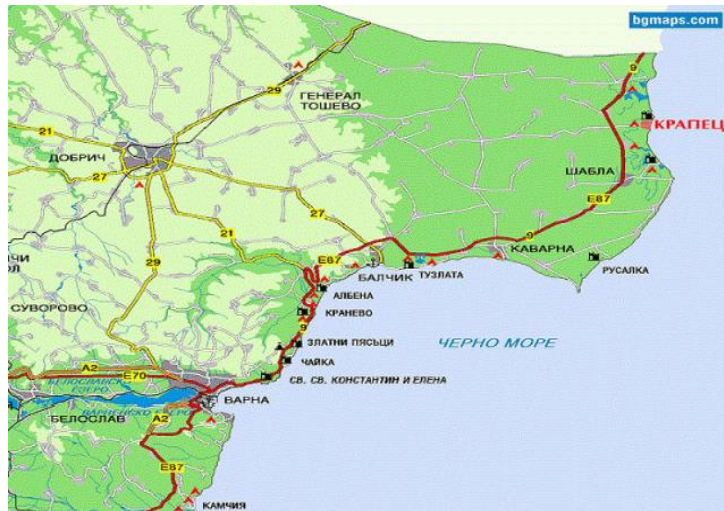 bgmaps.com
9
29
ГЕНЕРАЛ
ТОШЕВО
КРАПЕЦ
21
ДОБРИЧ
27
ШАБЛА
E87
21
27
9
КАВАРНА
29
E87
БАЛЧИК
ТУЗЛАТА
РУСАЛКА
АЛБЕНА
СУВОРОВО
КРАНЕВО
9
ЗЛАТНИ ПЯСЪЦИ
ЧЕРНО МОРЕ
ЧАЙКА
A2
E70
СВ. СВ. КОНСТАНТИН И ЕЛЕНА
ВАРНА
ВАРНЕНСКО ЕЗЕРО
БЕЛОСЛАВ
A2
E87
КАМЧИЯ